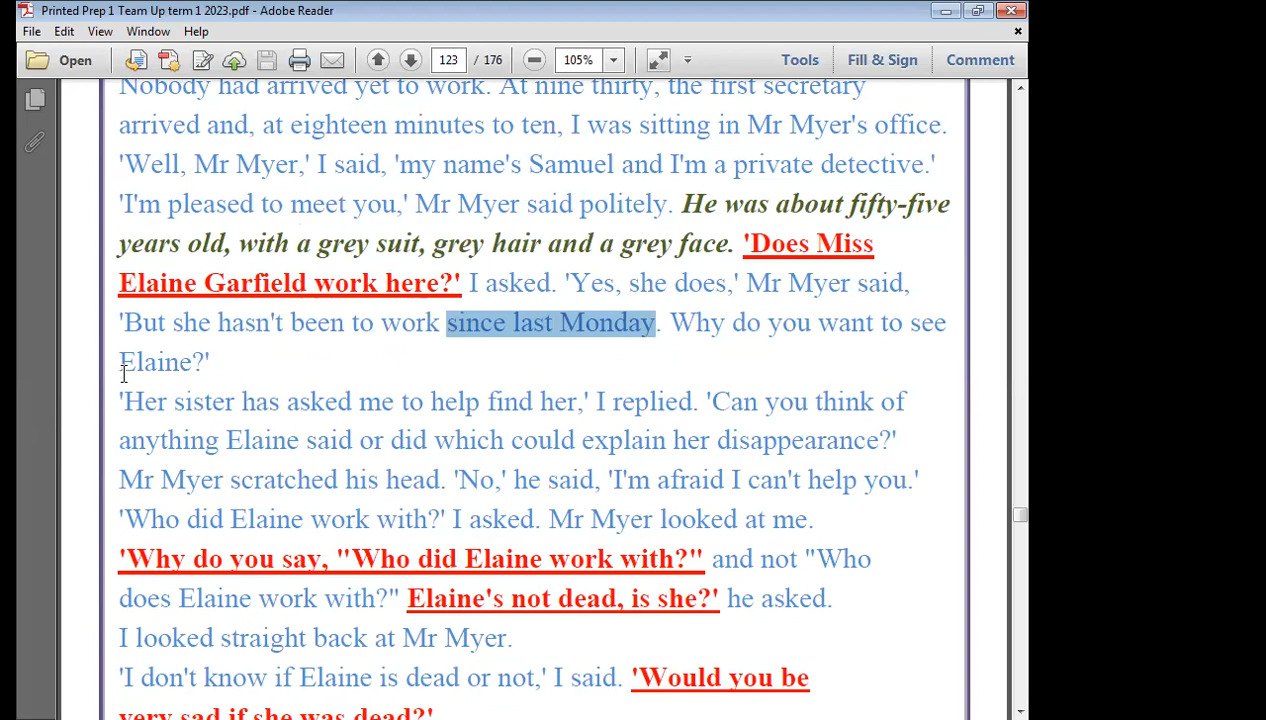 Printed Prep 1 Team Up term 1 2023.pdf - Adobe Reader
File Edit View Window Help
Open 123 / 176 105% Tools Fill & Sign Comment
Nobody had arrived yet to work. At nine thirty, the first secretary
arrived and, at eighteen minutes to ten, I was sitting in Mr Myer's office.
'Well, Mr Myer,' I said, 'my name's Samuel and I'm a private detective.'
'I'm pleased to meet you,' Mr Myer said politely. He was about fifty-five
years old, with a grey suit, grey hair and a grey face. 'Does Miss
Elaine Garfield work here?' I asked. 'Yes, she does,' Mr Myer said,
'But she hasn't been to work since last Monday. Why do you want to see
Elaine?'
'Her sister has asked me to help find her,' I replied. 'Can you think of
anything Elaine said or did which could explain her disappearance?'
Mr Myer scratched his head. 'No,' he said, 'I'm afraid I can't help you.'
'Who did Elaine work with?' I asked. Mr Myer looked at me.
'Why do you say, "Who did Elaine work with?" and not "Who
does Elaine work with?" Elaine's not dead, is she?' he asked.
I looked straight back at Mr Myer.
'I don't know if Elaine is dead or not,' I said. 'Would you be
very sad if she was dead?'